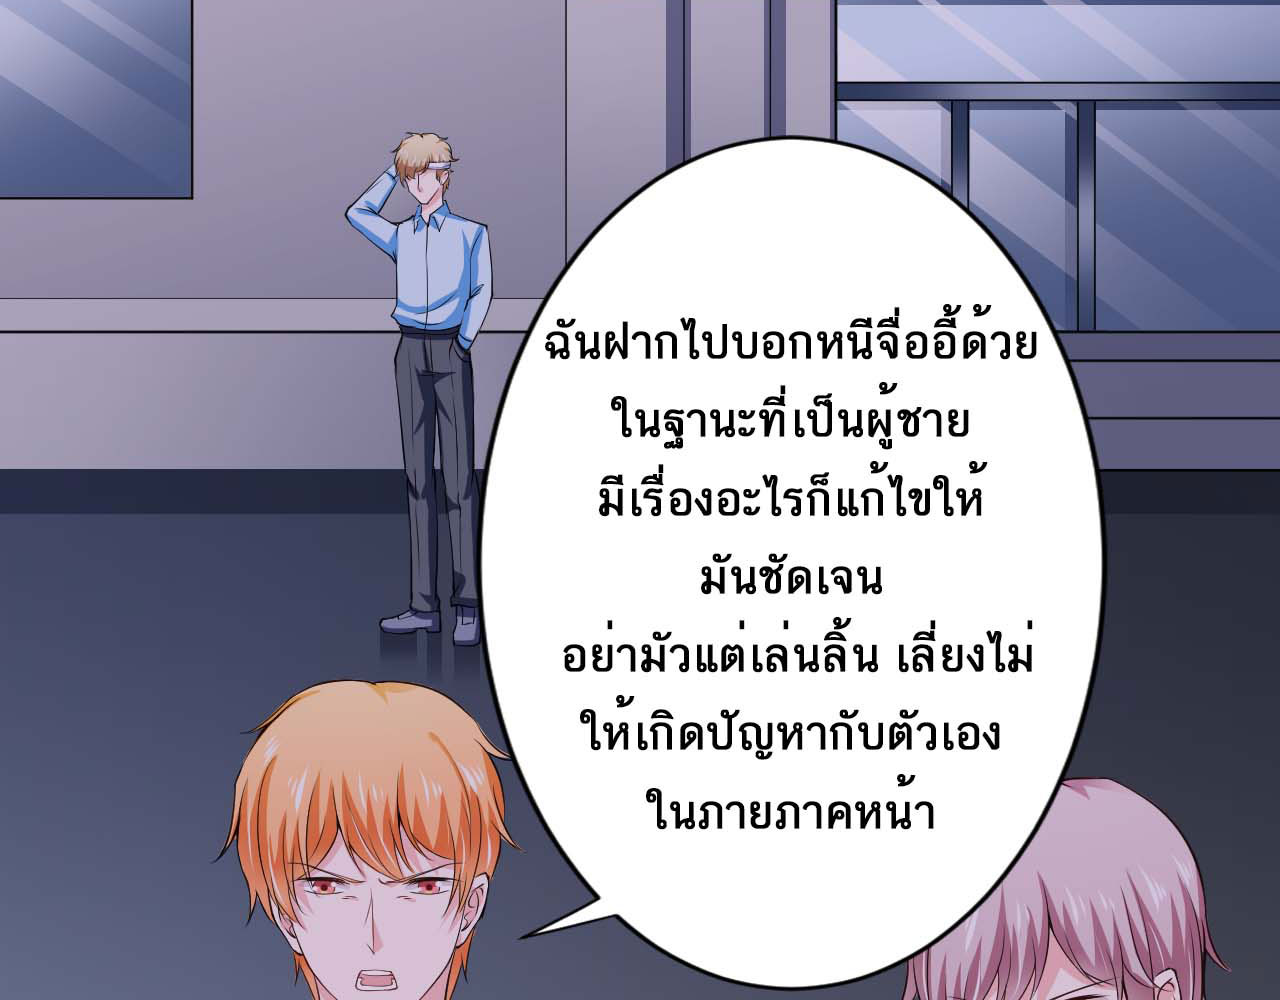 ฉันฝากไปบอกหนีจื่ออี้ด้วย
ในฐานะที่เป็นผู้ชาย
มีเรื่องอะไรก็แก้ไขให้
มันชัดเจน
อย่ามัวแต่เล่นลิ้น เลี่ยงไม่
ให้เกิดปัญหากับตัวเอง
ในภายภาคหน้า